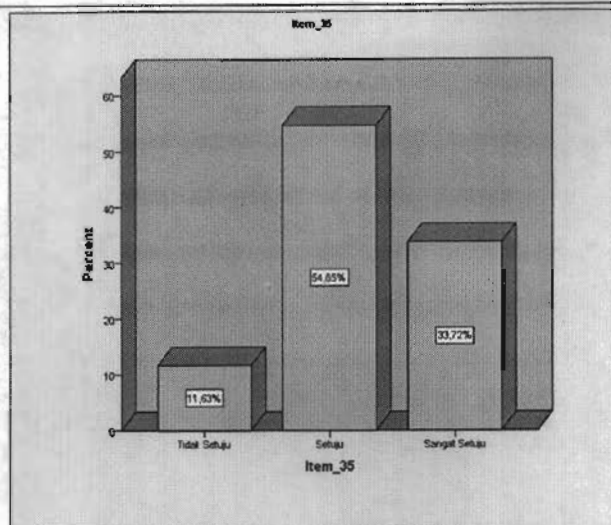 Item_35
60
50
40
30
20
10
0
Percent
11,63%
54,65%
33,72%
Tidak Setuju
Setuju
Sangat Setuju
Item_35